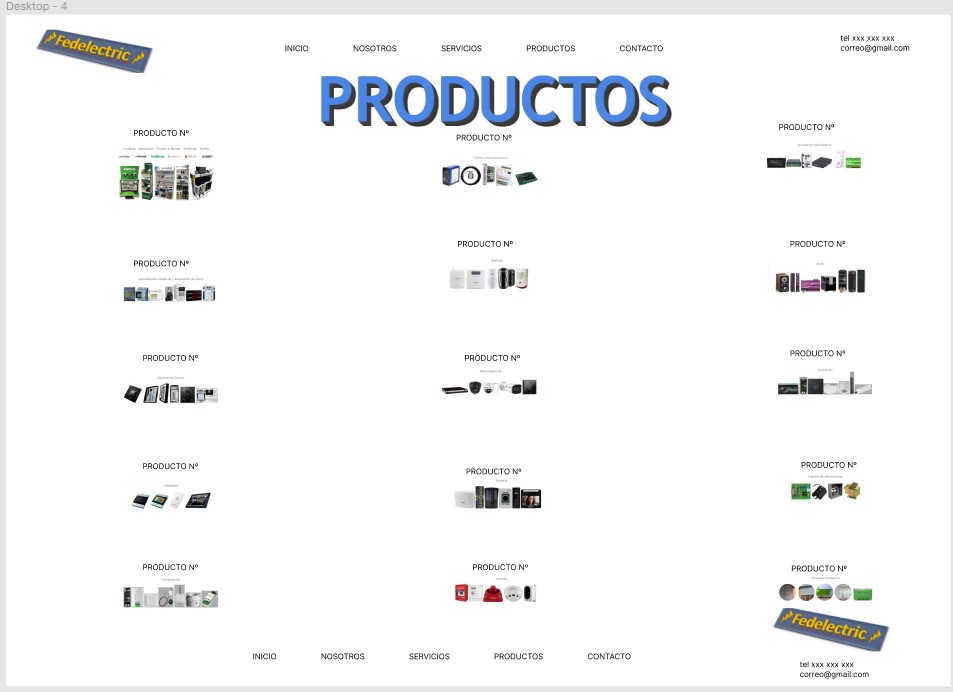 Desktop - 4
Fedelectric
INICIO NOSOTROS SERVICIOS PRODUCTOS CONTACTO
tel xxx xxx xxx
correo@gmail.com
PRODUCTOS
PRODUCTO Nº
PRODUCTO Nº
PRODUCTO Nº
PRODUCTO Nº
PRODUCTO Nº
PRODUCTO Nº
Audio
PRODUCTO Nº
PRODUCTO Nº
PRODUCTO Nº
PRODUCTO Nº
PRODUCTO Nº
PRODUCTO Nº
PRODUCTO Nº
PRODUCTO Nº
PRODUCTO Nº
Fedelectric
INICIO NOSOTROS SERVICIOS PRODUCTOS CONTACTO
tel xxx xxx xxx
correo@gmail.com